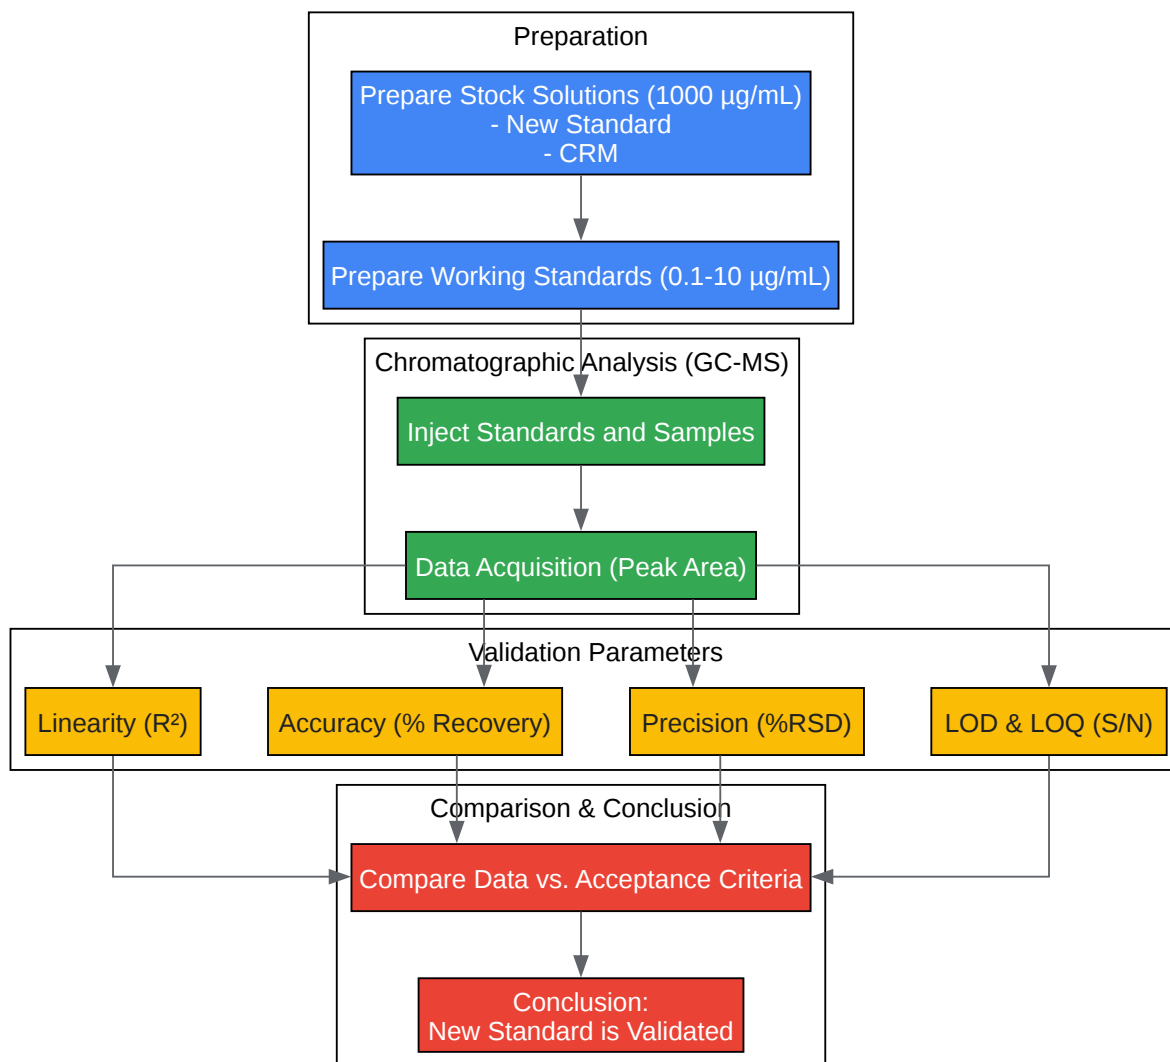 Preparation
Prepare Stock Solutions (1000 µg/mL)
- New Standard
- CRM
Prepare Working Standards (0.1-10 µg/mL)
Chromatographic Analysis (GC-MS)
Inject Standards and Samples
Data Acquisition (Peak Area)
Validation Parameters
Linearity (R²)
Accuracy (% Recovery)
Precision (%RSD)
LOD & LOQ (S/N)
Comparison & Conclusion
Compare Data vs. Acceptance Criteria
Conclusion:
New Standard is Validated